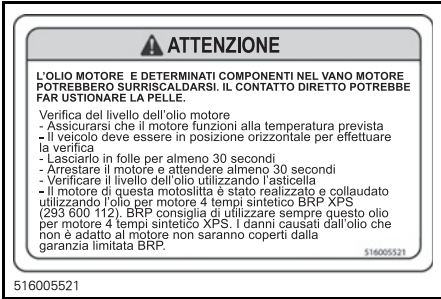 ATTENZIONE
L'OLIO MOTORE E DETERMINATI COMPONENTI NEL VANO MOTORE
POTREBBERO SURRISCALDARSI. IL CONTATTO DIRETTO POTREBBE
FAR USTIONARE LA PELLE.
Verifica del livello dell'olio motore
- Assicurarsi che il motore funzioni alla temperatura prevista
- Il veicolo deve essere in posizione orizzontale per effettuare
la verifica
- Lasciarlo in folle per almeno 30 secondi
- Arrestare il motore e attendere almeno 30 secondi
- Verificare il livello dell'olio utilizzando l'asticella
- Il motore di questa motoslitta è stato realizzato e collaudato
utilizzando l'olio per motore 4 tempi sintetico BRP XPS
(293 600 112). BRP consiglia di utilizzare sempre questo olio
per motore 4 tempi sintetico XPS. I danni causati dall'olio che
non è adatto al motore non saranno coperti dalla
garanzia limitata BRP.
516005521
516005521